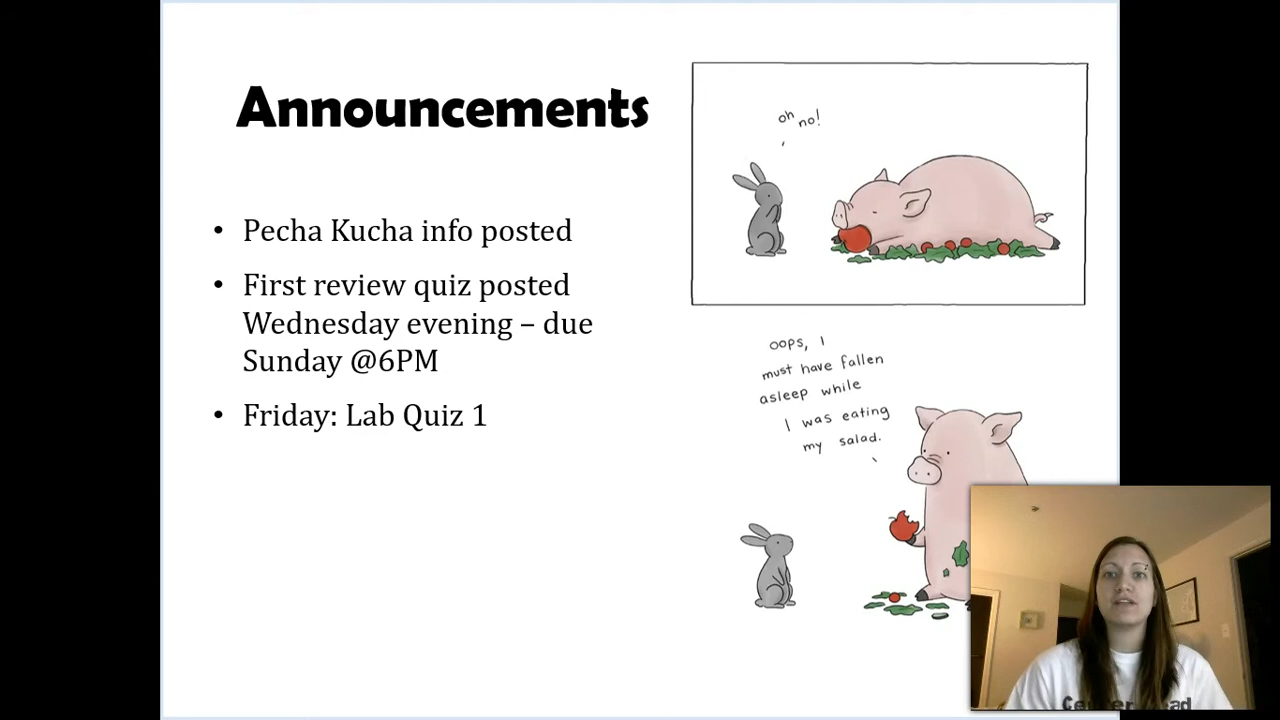 Announcements
• Pecha Kucha info posted
• First review quiz posted
Wednesday evening – due
Sunday @6PM
• Friday: Lab Quiz 1
oh
no!
oops, I
must have fallen
asleep while
I was eating
my salad.